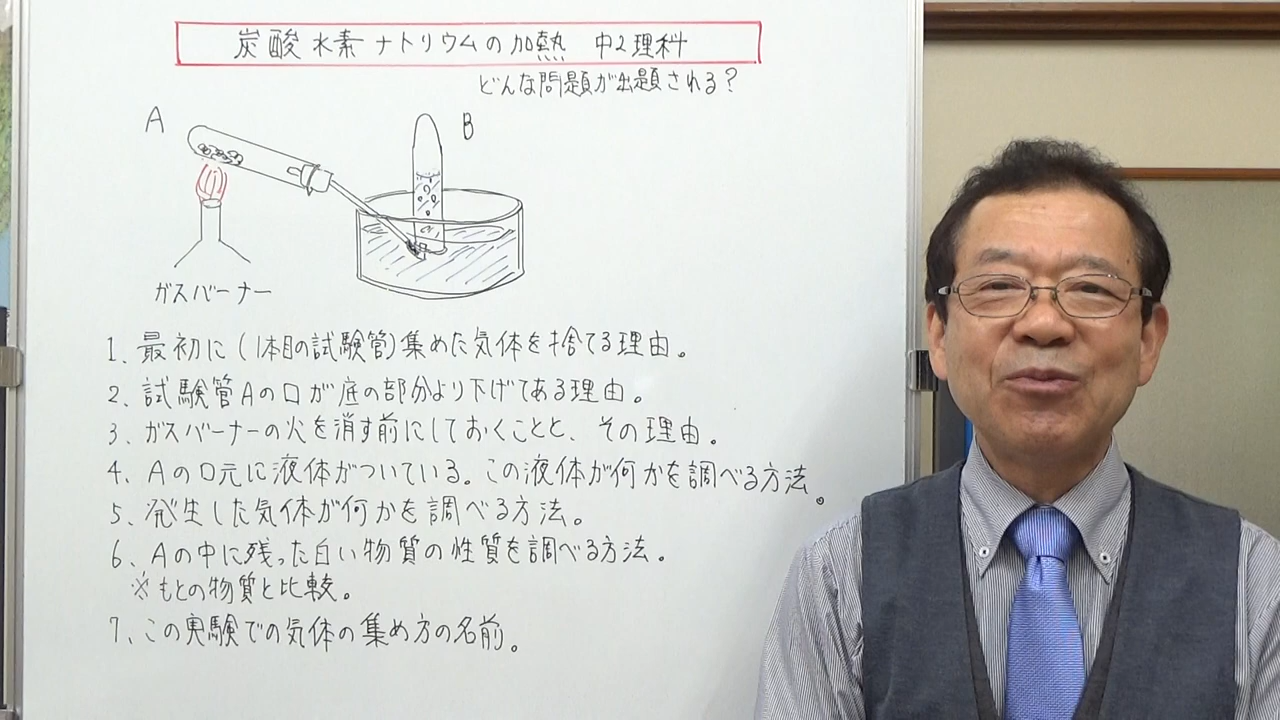 炭酸水素ナトリウムの加熱 中2理科
どんな問題が出題される?
A
B
ガスバーナー
1、最初に(1本目の試験管)集めた気体を捨てる理由。
2、試験管Aの口が底の部分より下げてある理由。
3、ガスバーナーの火を消す前にしておくことと、その理由。
4、Aの口元に液体がついている。この液体が何かを調べる方法。
5、発生した気体が何かを調べる方法。
6、Aの中に残った白い物質の性質を調べる方法。
※もとの物質と比較。
7、この実験での気体の集め方の名前。